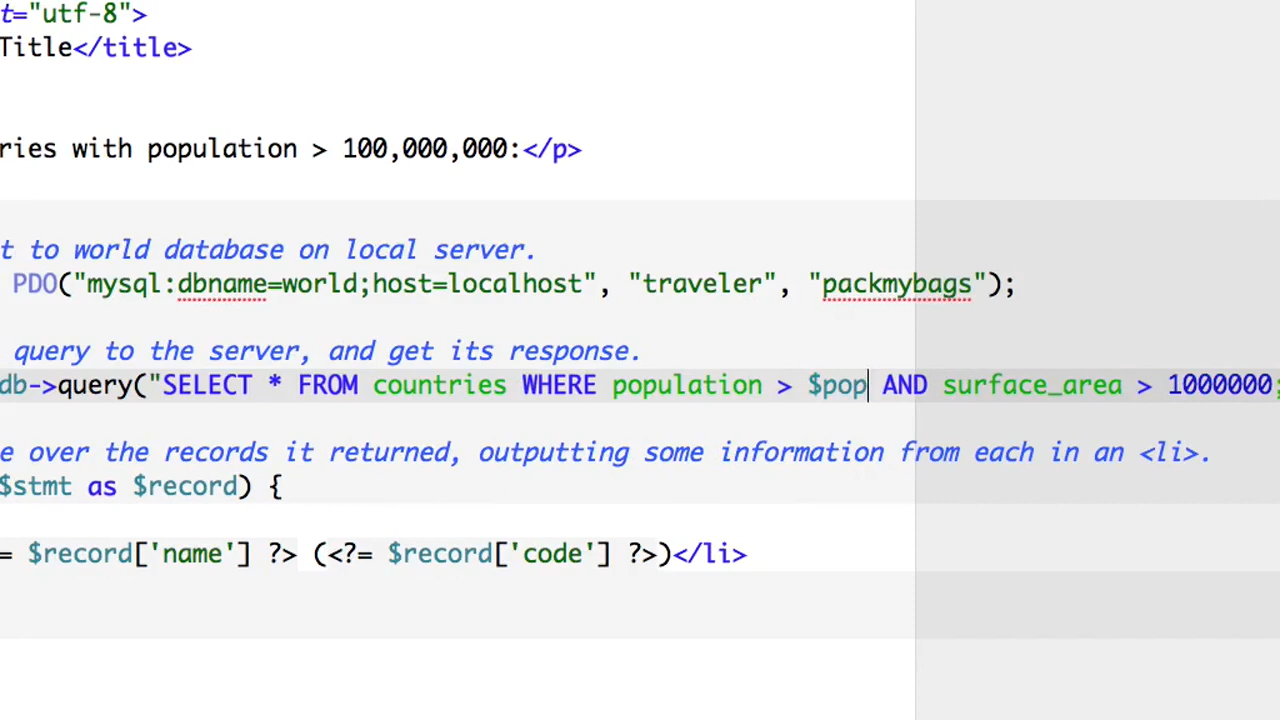 t="utf-8">
Title</title>
ries with population > 100,000,000:</p>
t to world database on local server.
PDO("mysql:dbname=world;host=localhost", "traveler", "packmybags");
query to the server, and get its response.
db->query("SELECT * FROM countries WHERE population > $pop AND surface_area > 1000000;
e over the records it returned, outputting some information from each in an <li>.
$stmt as $record) {
= $record['name'] ?> (<?= $record['code'] ?>)</li>